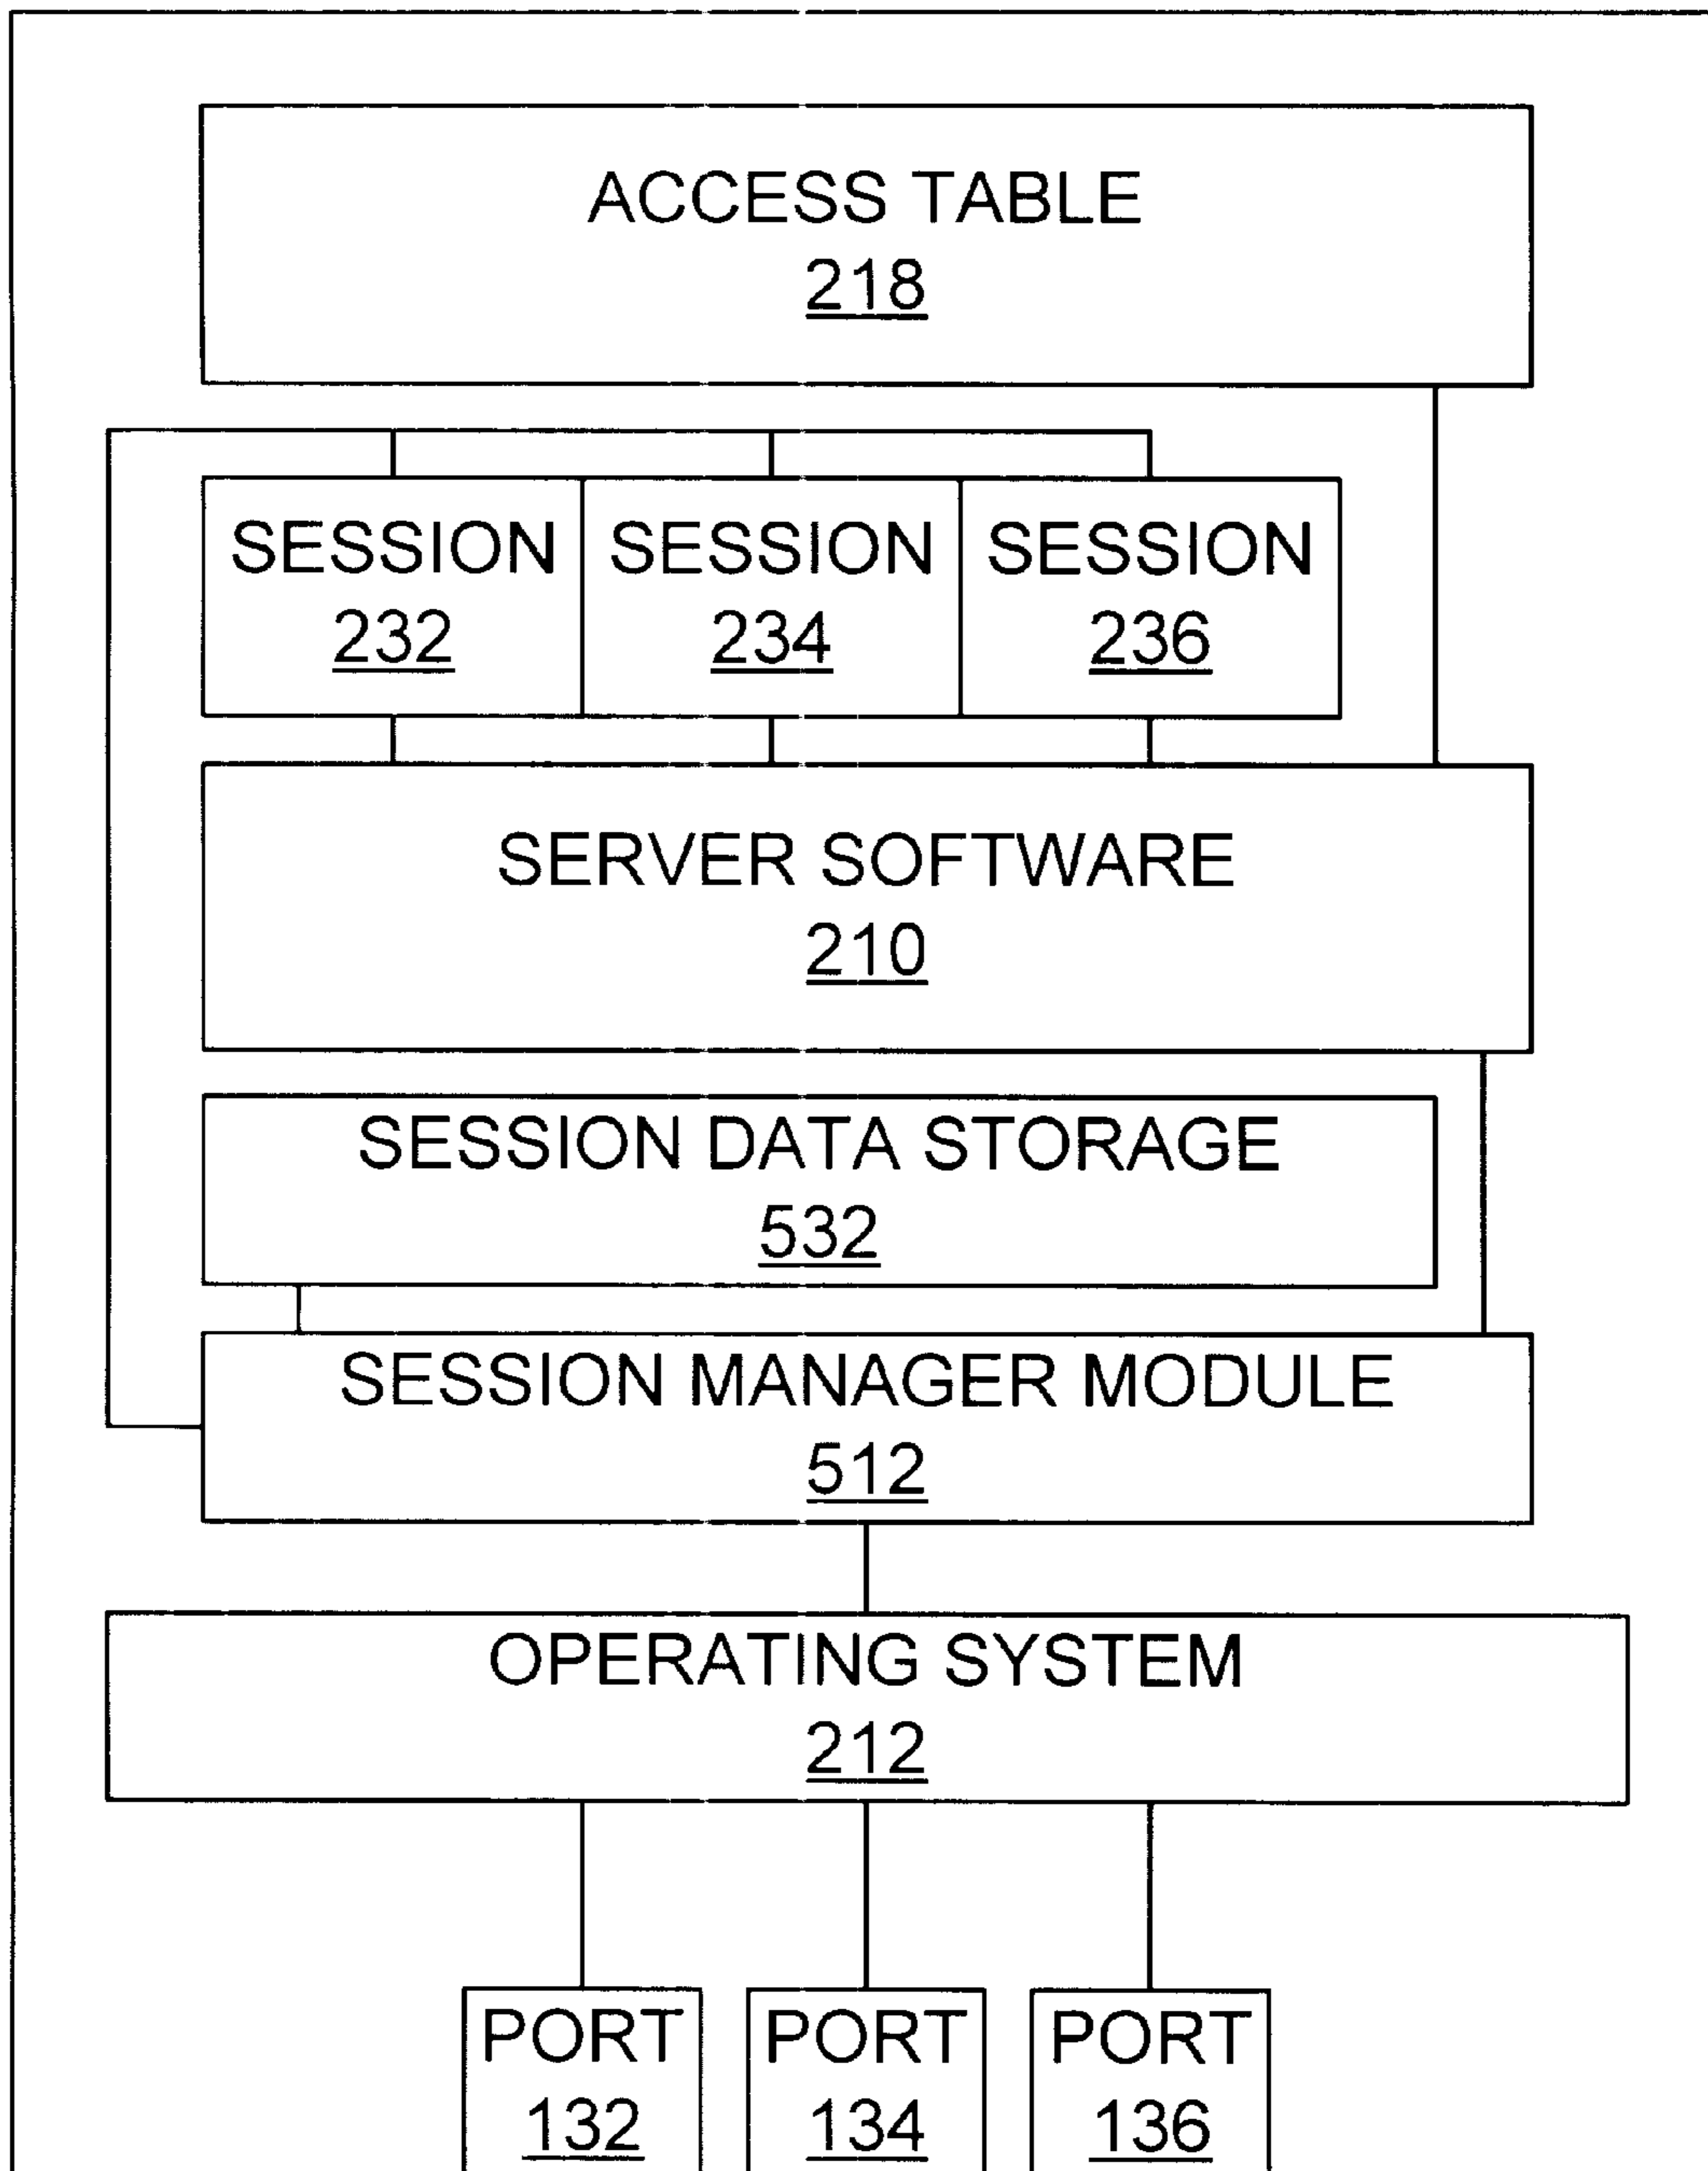 ACCESS TABLE
218
SESSION SESSION SESSION
232 234 236
SERVER SOFTWARE
210
SESSION DATA STORAGE
532
SESSION MANAGER MODULE
512
OPERATING SYSTEM
212
PORT PORT PORT
132 134 136